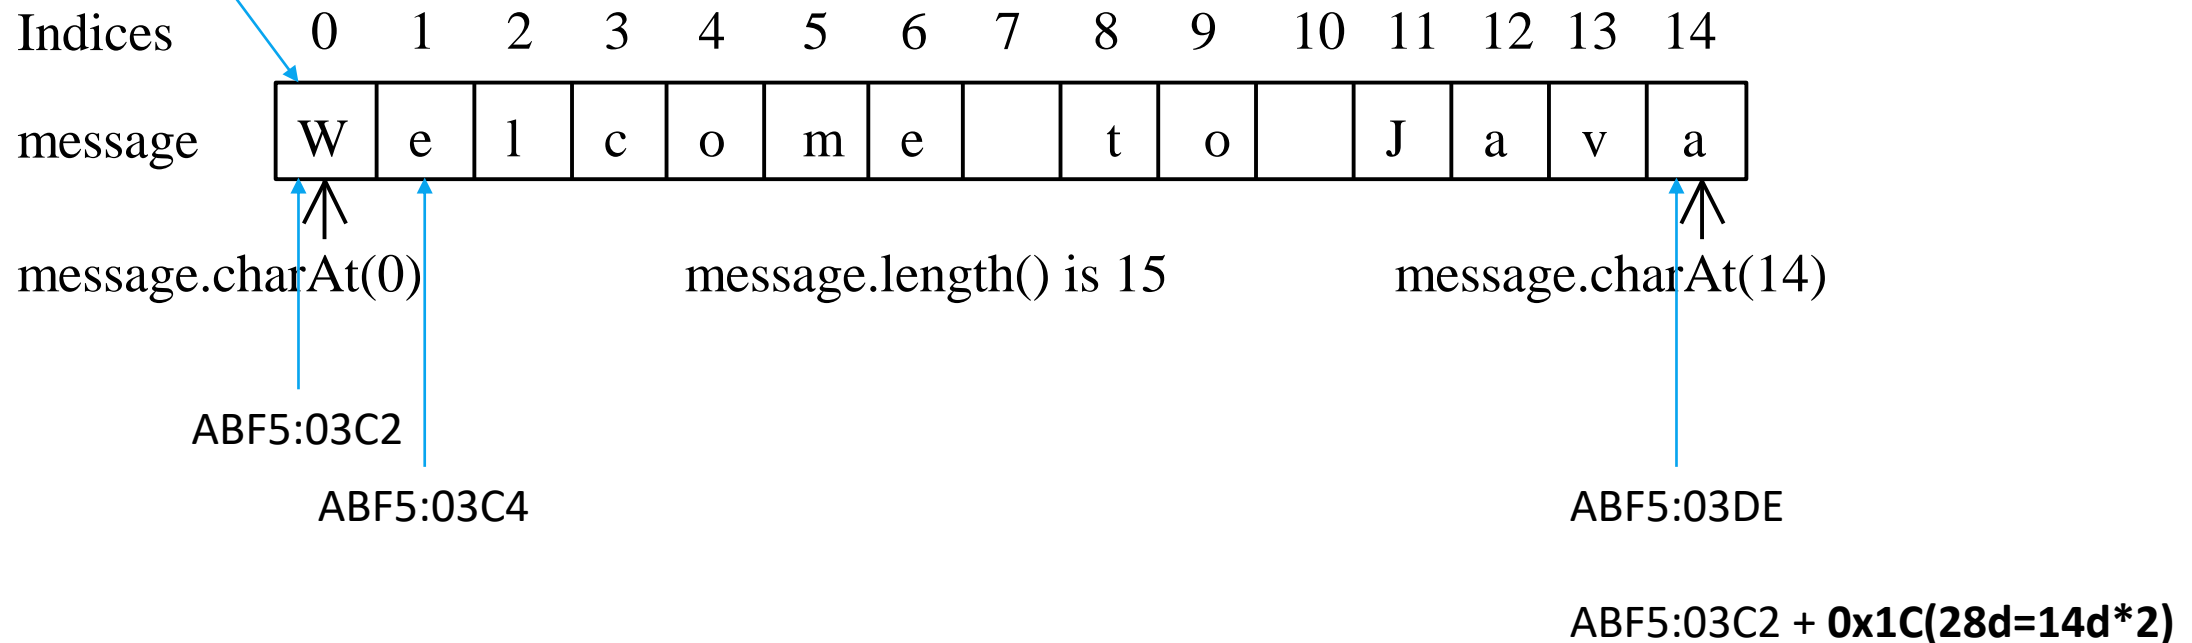 Indices 0 1 2 3 4 5 6 7 8 9 10 11 12 13 14
message W e l c o m e t o J a v a
message.charAt(0) message.length() is 15 message.charAt(14)
ABF5:03C2
ABF5:03C4 ABF5:03DE
ABF5:03C2 + 0x1C(28d=14d*2)